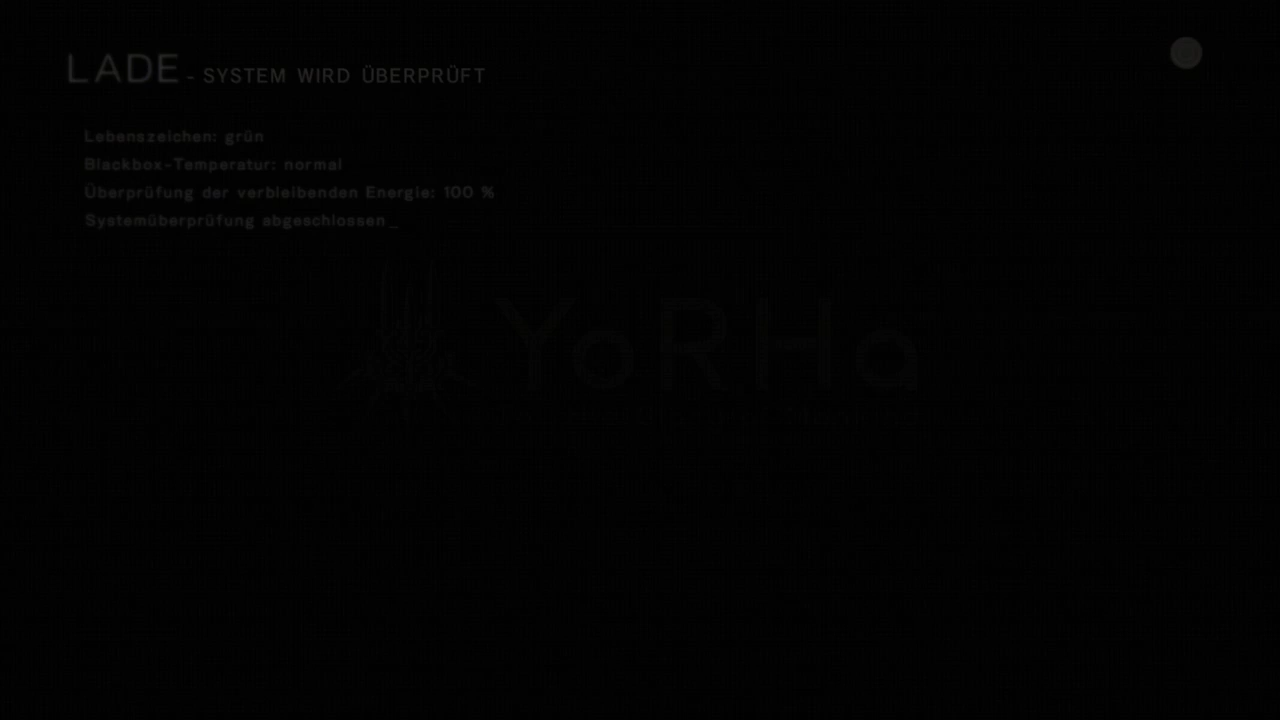 LADE - SYSTEM WIRD ÜBERPRÜFT
Lebenszeichen: grün
Blackbox-Temperatur: normal
Überprüfung der verbleibenden Energie: 100 %
Systemüberprüfung abgeschlossen_
YoRHa